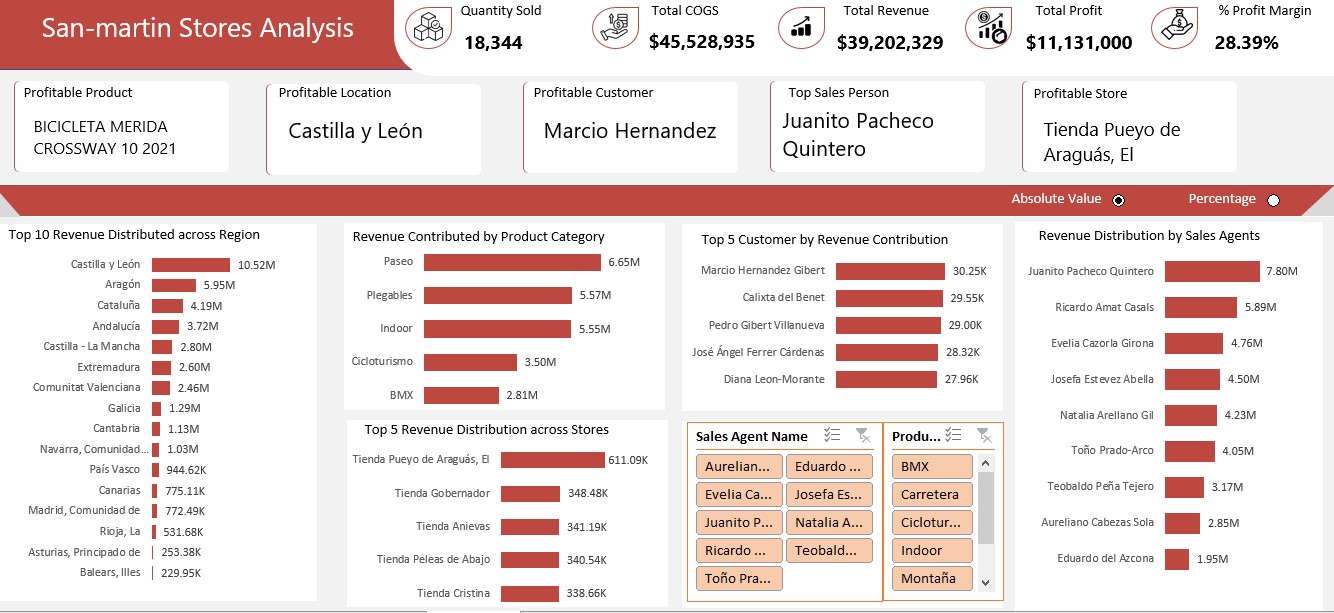 San-martin Stores Analysis
Quantity Sold
18,344
Total COGS
$45,528,935
Total Revenue
$39,202,329
Total Profit
$11,131,000
% Profit Margin
28.39%
Profitable Product
BICICLETA MERIDA
CROSSWAY 10 2021
Profitable Location
Castilla y León
Profitable Customer
Marcio Hernandez
Top Sales Person
Juanito Pacheco
Quintero
Profitable Store
Tienda Pueyo de
Araguás, El
Absolute Value
Percentage
Top 10 Revenue Distributed across Region
Castilla y León 10.52M
Aragón 5.95M
Cataluña 4.19M
Andalucía 3.72M
Castilla - La Mancha 2.80M
Extremadura 2.60M
Comunitat Valenciana 2.46M
Galicia 1.29M
Cantabria 1.13M
Navarra, Comunidad... 1.03M
País Vasco 944.62K
Canarias 775.11K
Madrid, Comunidad de 772.49K
Rioja, La 531.68K
Asturias, Principado de 253.38K
Balears, Illes 229.95K
Revenue Contributed by Product Category
Paseo 6.65M
Plegables 5.57M
Indoor 5.55M
Cicloturismo 3.50M
BMX 2.81M
Top 5 Revenue Distribution across Stores
Tienda Pueyo de Araguás, El 611.09K
Tienda Gobernador 348.48K
Tienda Anievas 341.19K
Tienda Peleas de Abajo 340.54K
Tienda Cristina 338.66K
Top 5 Customer by Revenue Contribution
Marcio Hernandez Gibert 30.25K
Calixta del Benet 29.55K
Pedro Gibert Villanueva 29.00K
José Ángel Ferrer Cárdenas 28.32K
Diana Leon-Morante 27.96K
Sales Agent Name
Aurelian... Eduardo ...
Evelia Ca... Josefa Es...
Juanito P... Natalia A...
Ricardo ... Teobald...
Toño Pra...
Produ...
BMX
Carretera
Ciclotur...
Indoor
Montaña
Revenue Distribution by Sales Agents
Juanito Pacheco Quintero 7.80M
Ricardo Amat Casals 5.89M
Evelia Cazorla Girona 4.76M
Josefa Estevez Abella 4.50M
Natalia Arellano Gil 4.23M
Toño Prado-Arco 4.05M
Teobaldo Peña Tejero 3.17M
Aureliano Cabezas Sola 2.85M
Eduardo del Azcona 1.95M